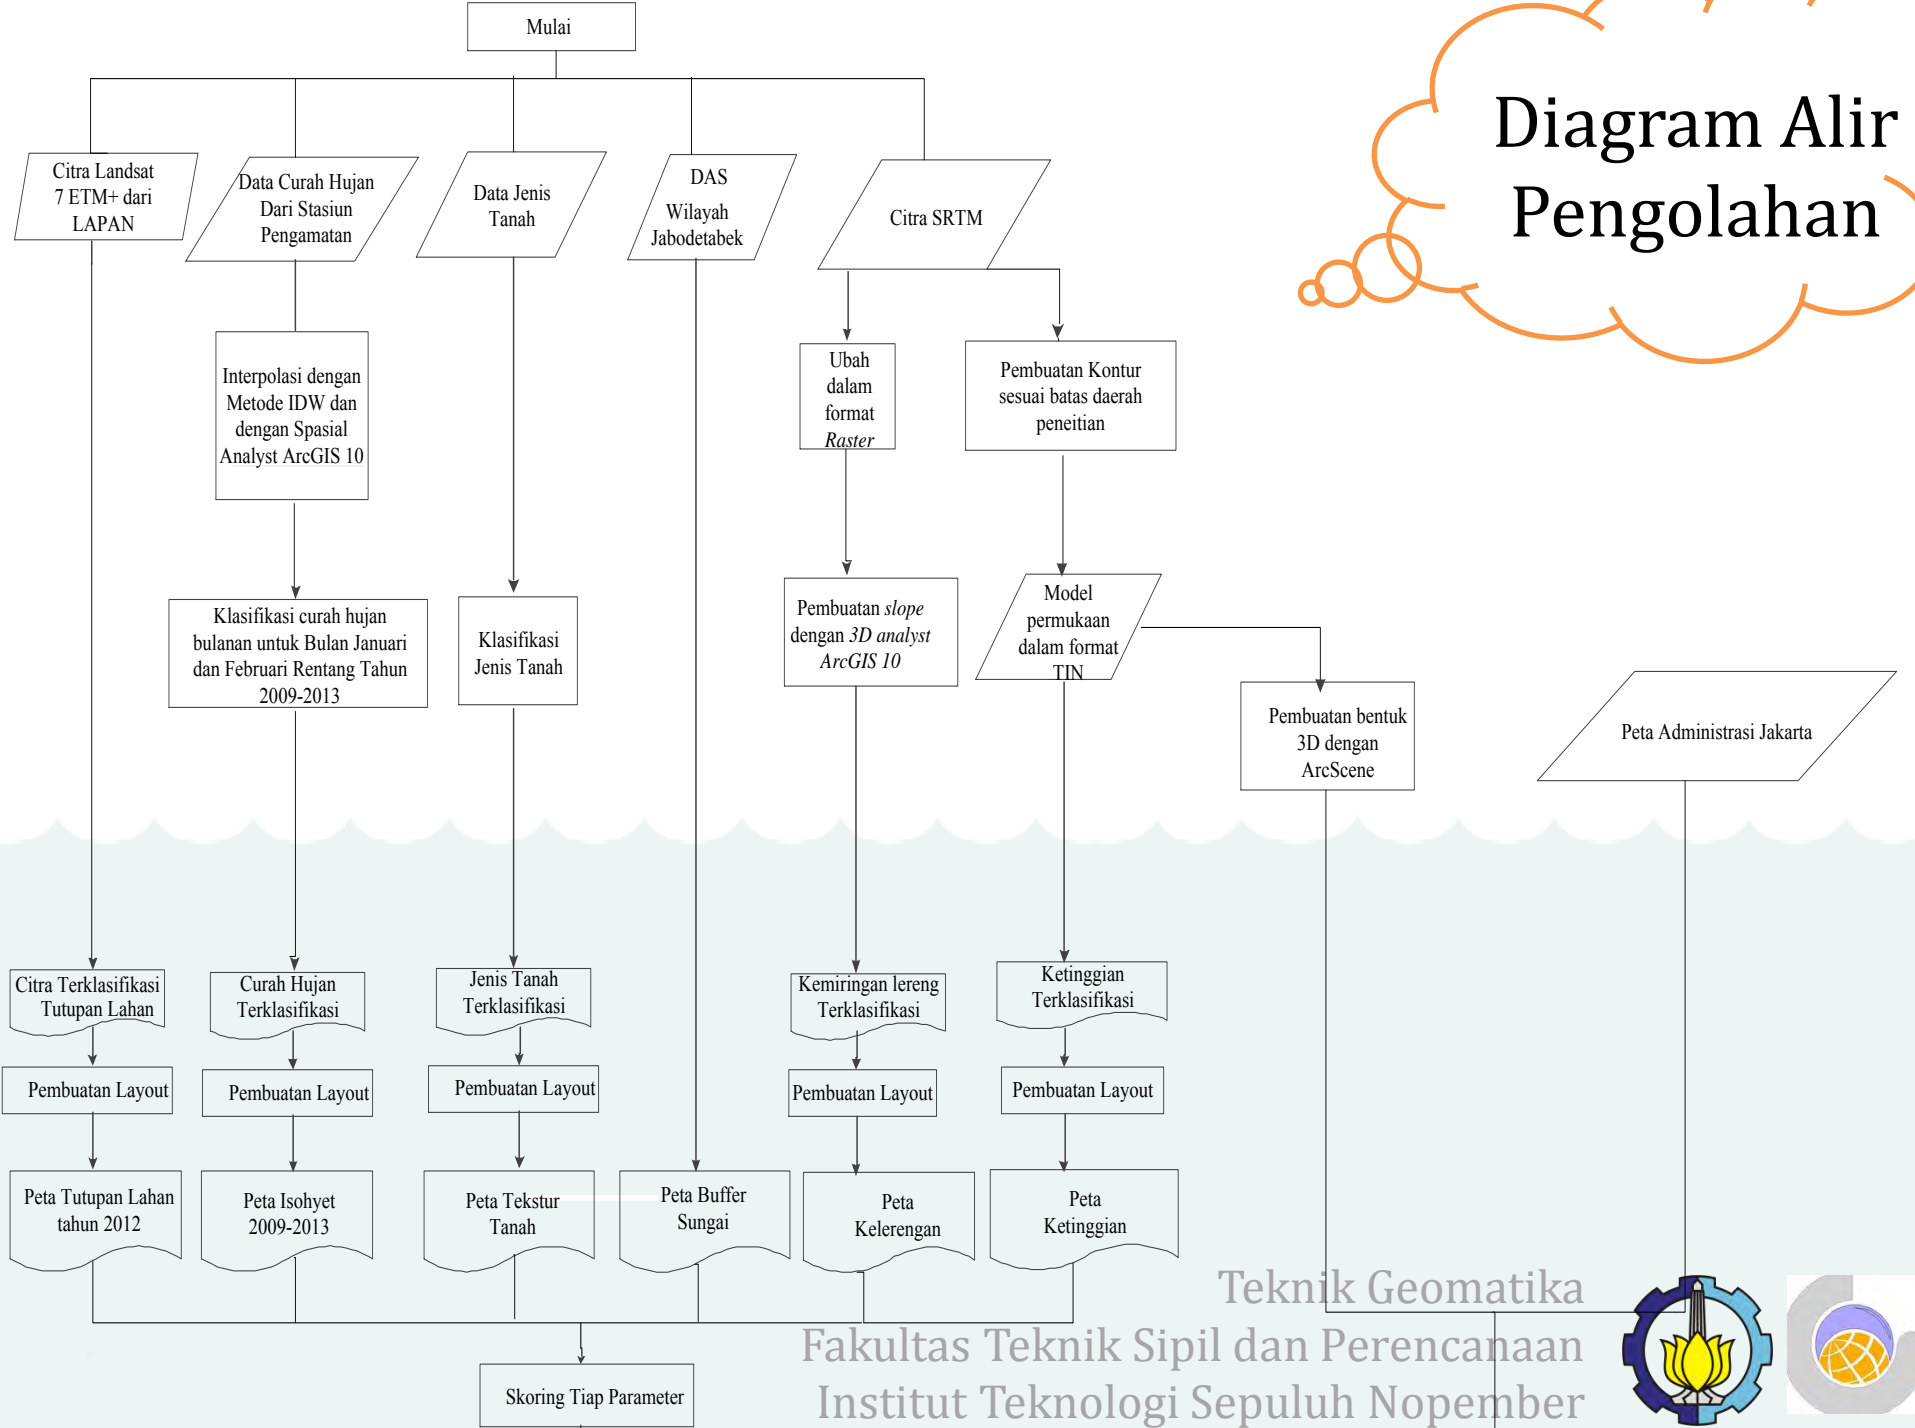 Mulai
Diagram Alir
Pengolahan
Citra Landsat
7 ETM+ dari
LAPAN
Data Curah Hujan
Dari Stasiun
Pengamatan
Data Jenis
Tanah
DAS
Wilayah
Jabodetabek
Citra SRTM
Interpolasi dengan
Metode IDW dan
dengan Spasial
Analyst ArcGIS 10
Ubah
dalam
format
Raster
Pembuatan Kontur
sesuai batas daerah
peneitian
Klasifikasi curah hujan
bulanan untuk Bulan Januari
dan Februari Rentang Tahun
2009-2013
Klasifikasi
Jenis Tanah
Pembuatan slope
dengan 3D analyst
ArcGIS 10
Model
permukaan
dalam format
TIN
Pembuatan bentuk
3D dengan
ArcScene
Peta Administrasi Jakarta
Citra Terklasifikasi
Tutupan Lahan
Curah Hujan
Terklasifikasi
Jenis Tanah
Terklasifikasi
Kemiringan lereng
Terklasifikasi
Ketinggian
Terklasifikasi
Pembuatan Layout
Pembuatan Layout
Pembuatan Layout
Pembuatan Layout
Pembuatan Layout
Peta Tutupan Lahan
tahun 2012
Peta Isohyet
2009-2013
Peta Tekstur
Tanah
Peta Buffer
Sungai
Peta
Kelerengan
Peta
Ketinggian
Skoring Tiap Parameter
Teknik Geomatika
Fakultas Teknik Sipil dan Perencanaan
Institut Teknologi Sepuluh Nopember